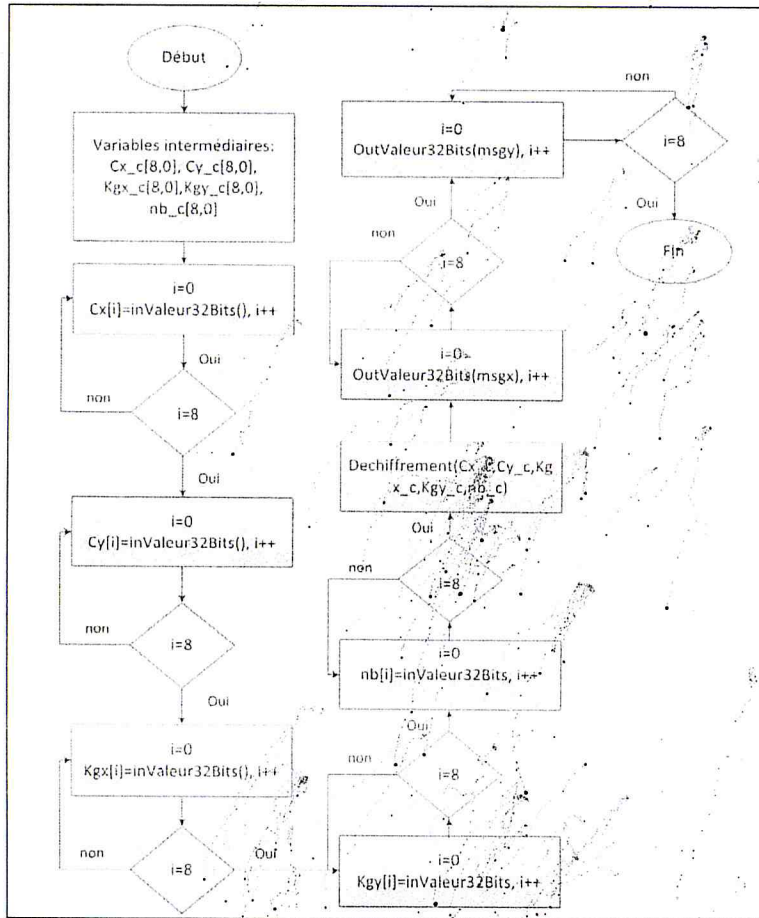 Début
Variables intermédiaires:
Cx_c[8,0], Cy_c[8,0],
Kgx_c[8,0],Kgy_c[8,0],
nb_c[8,0]
i=0
Cx[i]=inValeur32Bits(), i++
Oui
non
i=8
Oui
i=0
Cy[i]=inValeur32Bits(), i++
non
i=8
Oui
i=0
Kgx[i]=inValeur32Bits(), i++
non
i=8
Oui
i=0
Kgy[i]=inValeur32Bits, i++
non
i=8
Oui
i=0
nb[i]=inValeur32Bits, i++
non
i=8
Oui
Dechiffrement(Cx_c,Cy_c,Kg
x_c,Kgy_c,nb_c)
i=0
OutValeur32Bits(msgx), i++
non
i=8
Oui
i=0
OutValeur32Bits(msgy), i++
non
i=8
Oui
Fin